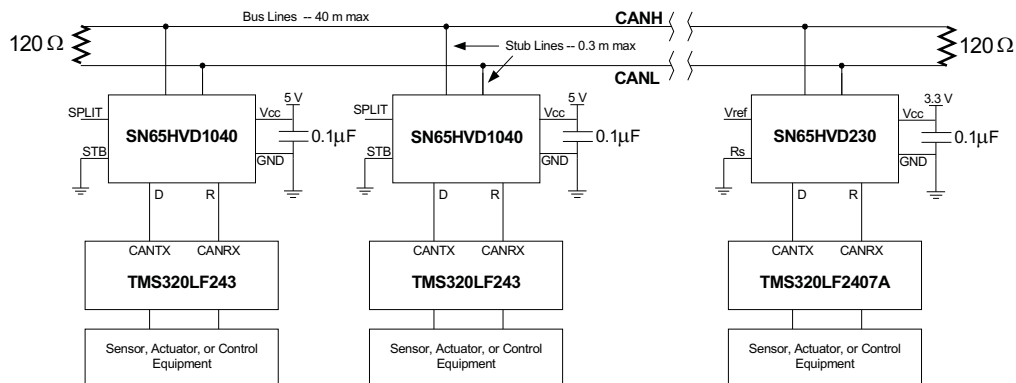 Bus Lines -- 40 m max
CANH
120 Ω
120 Ω
Stub Lines -- 0.3 m max
CANL
SPLIT
SN65HVD1040
Vcc
5 V
0.1µF
STB
GND
D
R
CANTX
CANRX
TMS320LF243
Sensor, Actuator, or Control
Equipment
SPLIT
SN65HVD1040
Vcc
5 V
0.1µF
STB
GND
D
R
CANTX
CANRX
TMS320LF243
Sensor, Actuator, or Control
Equipment
Vref
SN65HVD230
Vcc
3.3 V
0.1µF
Rs
GND
D
R
CANTX
CANRX
TMS320LF2407A
Sensor, Actuator, or Control
Equipment